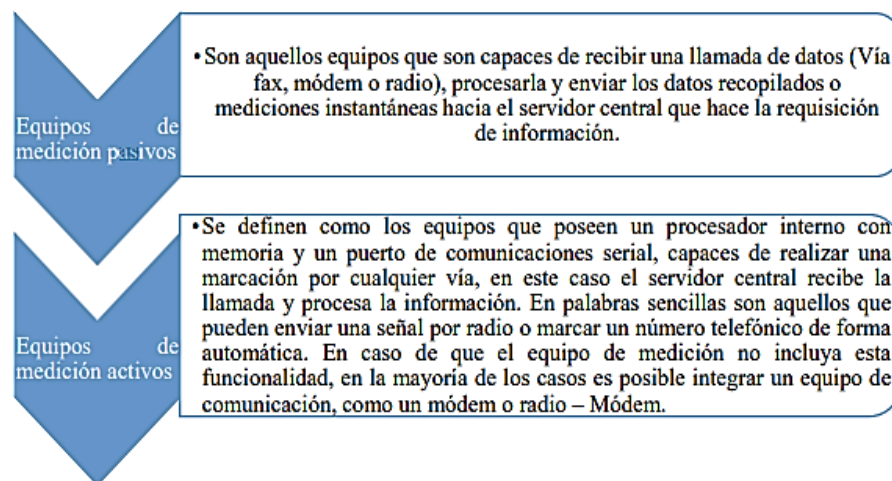 Equipos de
medición pasivos
•Son aquellos equipos que son capaces de recibir una llamada de datos (Vía
fax, módem o radio), procesarla y enviar los datos recopilados o
mediciones instantáneas hacia el servidor central que hace la requisición
de información.
Equipos de
medición activos
•Se definen como los equipos que poseen un procesador interno con
memoria y un puerto de comunicaciones serial, capaces de realizar una
marcación por cualquier vía, en este caso el servidor central recibe la
llamada y procesa la información. En palabras sencillas son aquellos que
pueden enviar una señal por radio o marcar un número telefónico de forma
automática. En caso de que el equipo de medición no incluya esta
funcionalidad, en la mayoría de los casos es posible integrar un equipo de
comunicación, como un módem o radio – Módem.